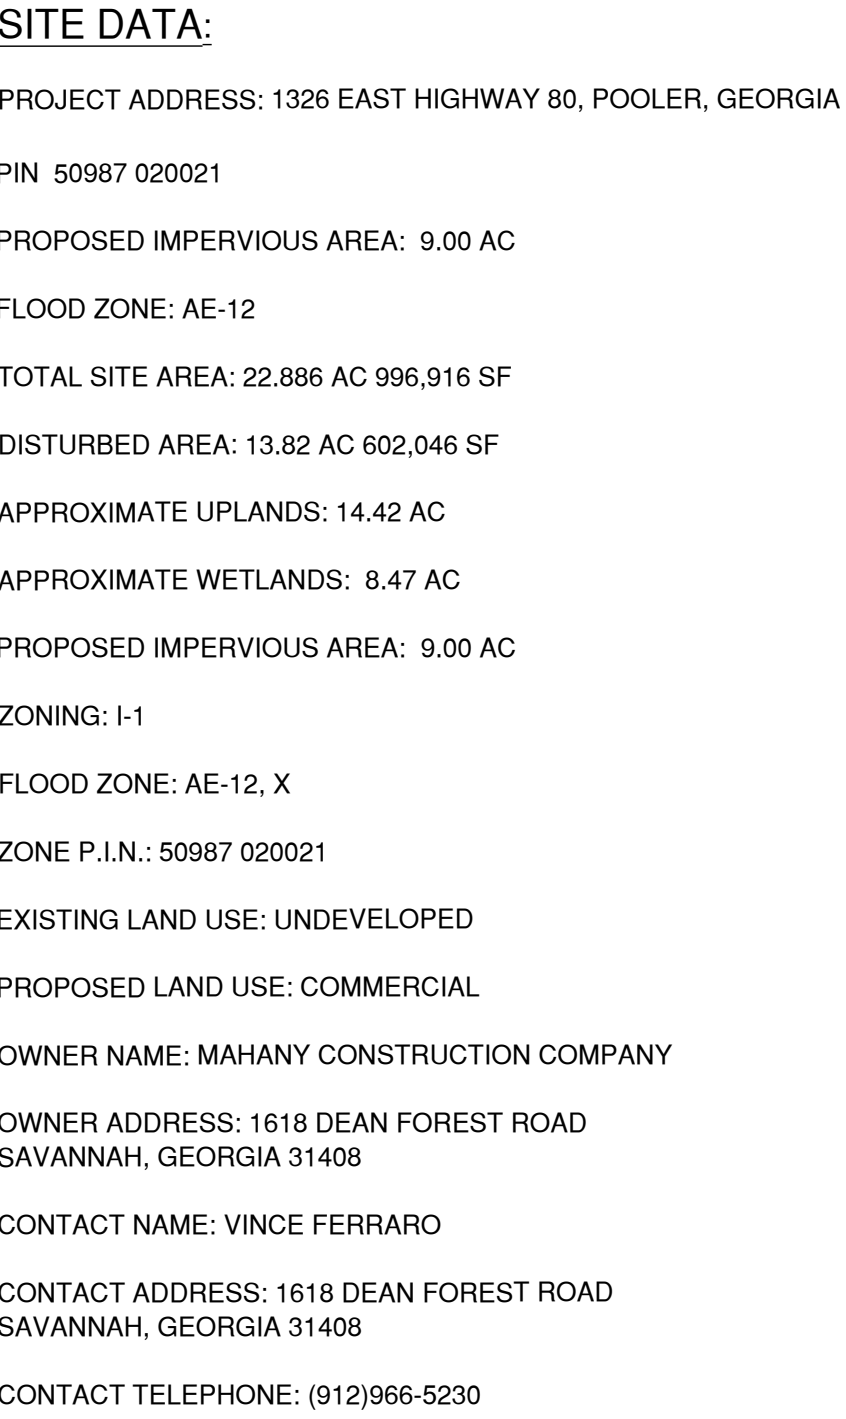 SITE DATA:
PROJECT ADDRESS: 1326 EAST HIGHWAY 80, POOLER, GEORGIA
PIN 50987 020021
PROPOSED IMPERVIOUS AREA: 9.00 AC
FLOOD ZONE: AE-12
TOTAL SITE AREA: 22.886 AC 996,916 SF
DISTURBED AREA: 13.82 AC 602,046 SF
APPROXIMATE UPLANDS: 14.42 AC
APPROXIMATE WETLANDS: 8.47 AC
PROPOSED IMPERVIOUS AREA: 9.00 AC
ZONING: I-1
FLOOD ZONE: AE-12, X
ZONE P.I.N.: 50987 020021
EXISTING LAND USE: UNDEVELOPED
PROPOSED LAND USE: COMMERCIAL
OWNER NAME: MAHANY CONSTRUCTION COMPANY
OWNER ADDRESS: 1618 DEAN FOREST ROAD
SAVANNAH, GEORGIA 31408
CONTACT NAME: VINCE FERRARO
CONTACT ADDRESS: 1618 DEAN FOREST ROAD
SAVANNAH, GEORGIA 31408
CONTACT TELEPHONE: (912)966-5230